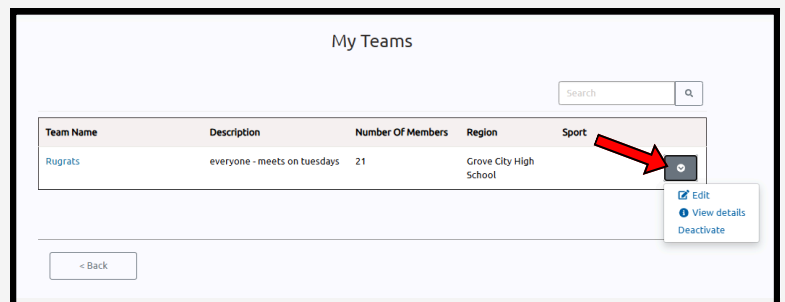 My Teams
Search
Team Name Description Number Of Members Region Sport
Rugrats everyone - meets on tuesdays 21 Grove City High
School
Edit
View details
Deactivate
< Back